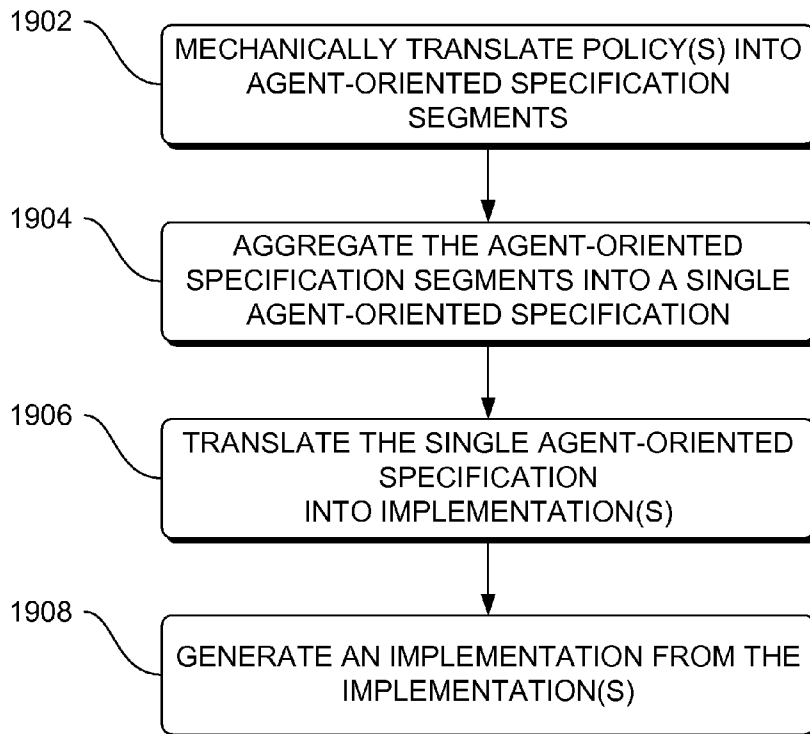 1902
MECHANICALLY TRANSLATE POLICY(S) INTO
AGENT-ORIENTED SPECIFICATION
SEGMENTS
1904
AGGREGATE THE AGENT-ORIENTED
SPECIFICATION SEGMENTS INTO A SINGLE
AGENT-ORIENTED SPECIFICATION
1906
TRANSLATE THE SINGLE AGENT-ORIENTED
SPECIFICATION
INTO IMPLEMENTATION(S)
1908
GENERATE AN IMPLEMENTATION FROM THE
IMPLEMENTATION(S)